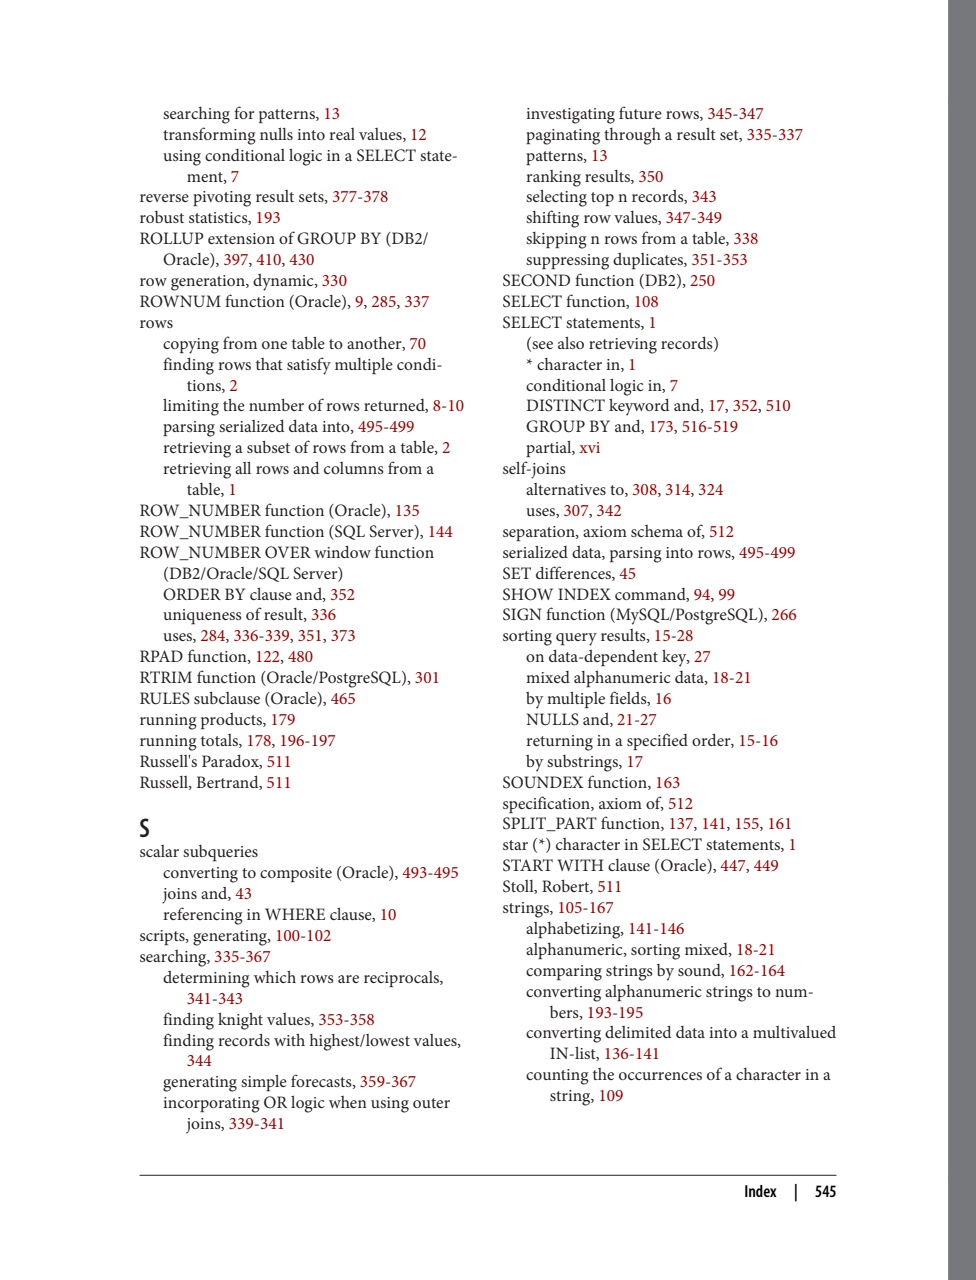 searching for patterns, 13
transforming nulls into real values, 12
using conditional logic in a SELECT state-
ment, 7
reverse pivoting result sets, 377-378
robust statistics, 193
ROLLUP extension of GROUP BY (DB2/
Oracle), 397, 410, 430
row generation, dynamic, 330
ROWNUM function (Oracle), 9, 285, 337
rows
copying from one table to another, 70
finding rows that satisfy multiple condi-
tions, 2
limiting the number of rows returned, 8-10
parsing serialized data into, 495-499
retrieving a subset of rows from a table, 2
retrieving all rows and columns from a
table, 1
ROW_NUMBER function (Oracle), 135
ROW_NUMBER function (SQL Server), 144
ROW_NUMBER OVER window function
(DB2/Oracle/SQL Server)
ORDER BY clause and, 352
uniqueness of result, 336
uses, 284, 336-339, 351, 373
RPAD function, 122, 480
RTRIM function (Oracle/PostgreSQL), 301
RULES subclause (Oracle), 465
running products, 179
running totals, 178, 196-197
Russell's Paradox, 511
Russell, Bertrand, 511
S
scalar subqueries
converting to composite (Oracle), 493-495
joins and, 43
referencing in WHERE clause, 10
scripts, generating, 100-102
searching, 335-367
determining which rows are reciprocals,
341-343
finding knight values, 353-358
finding records with highest/lowest values,
344
generating simple forecasts, 359-367
incorporating OR logic when using outer
joins, 339-341
investigating future rows, 345-347
paginating through a result set, 335-337
patterns, 13
ranking results, 350
selecting top n records, 343
shifting row values, 347-349
skipping n rows from a table, 338
suppressing duplicates, 351-353
SECOND function (DB2), 250
SELECT function, 108
SELECT statements, 1
(see also retrieving records)
* character in, 1
conditional logic in, 7
DISTINCT keyword and, 17, 352, 510
GROUP BY and, 173, 516-519
partial, xvi
self-joins
alternatives to, 308, 314, 324
uses, 307, 342
separation, axiom schema of, 512
serialized data, parsing into rows, 495-499
SET differences, 45
SHOW INDEX command, 94, 99
SIGN function (MySQL/PostgreSQL), 266
sorting query results, 15-28
on data-dependent key, 27
mixed alphanumeric data, 18-21
by multiple fields, 16
NULLS and, 21-27
returning in a specified order, 15-16
by substrings, 17
SOUNDEX function, 163
specification, axiom of, 512
SPLIT_PART function, 137, 141, 155, 161
star (*) character in SELECT statements, 1
START WITH clause (Oracle), 447, 449
Stoll, Robert, 511
strings, 105-167
alphabetizing, 141-146
alphanumeric, sorting mixed, 18-21
comparing strings by sound, 162-164
converting alphanumeric strings to num-
bers, 193-195
converting delimited data into a multivalued
IN-list, 136-141
counting the occurrences of a character in a
string, 109
Index | 545